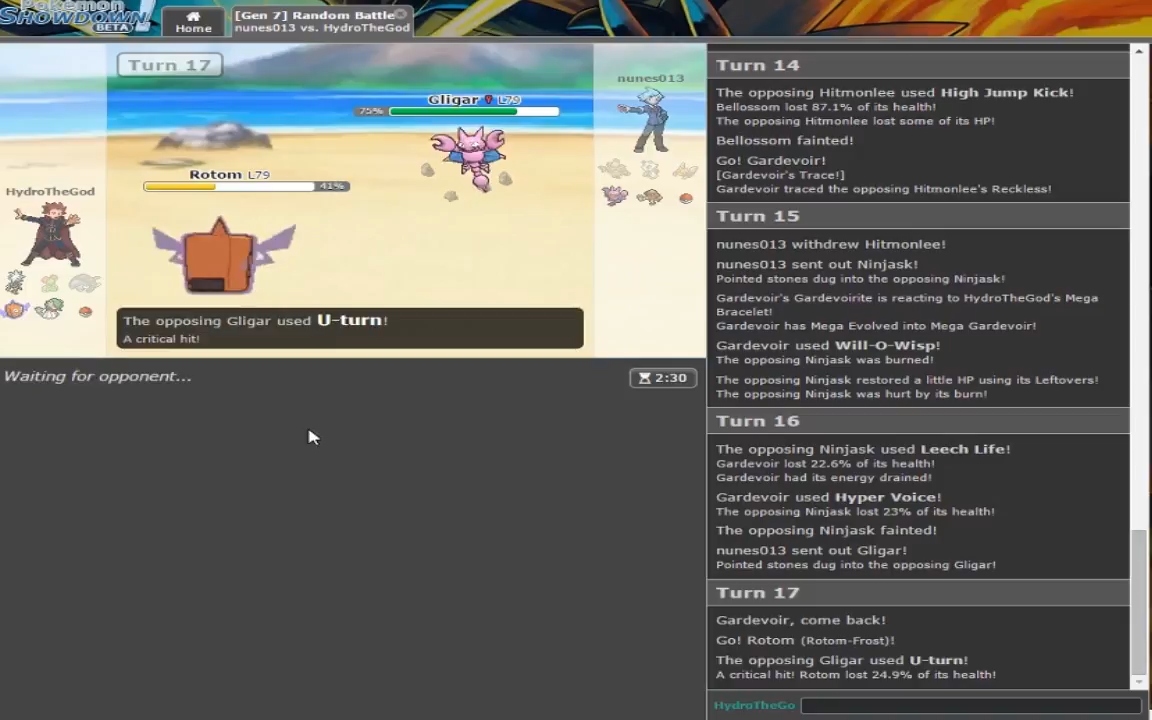 Pokémon
SHOWDOWN
BETA
Home
[Gen 7] Random Battle
nunes013 vs. HydroTheGod
Turn 17
nunes013
Gligar L79
75%
Rotom L79
41%
HydroTheGod
The opposing Gligar used U-turn!
A critical hit!
Waiting for opponent...
2:30
Turn 14
The opposing Hitmonlee used High Jump Kick!
Bellossom lost 87.1% of its health!
The opposing Hitmonlee lost some of its HP!
Bellossom fainted!
Go! Gardevoir!
[Gardevoir's Trace!]
Gardevoir traced the opposing Hitmonlee's Reckless!
Turn 15
nunes013 withdrew Hitmonlee!
nunes013 sent out Ninjask!
Pointed stones dug into the opposing Ninjask!
Gardevoir's Gardevoirite is reacting to HydroTheGod's Mega
Bracelet!
Gardevoir has Mega Evolved into Mega Gardevoir!
Gardevoir used Will-O-Wisp!
The opposing Ninjask was burned!
The opposing Ninjask restored a little HP using its Leftovers!
The opposing Ninjask was hurt by its burn!
Turn 16
The opposing Ninjask used Leech Life!
Gardevoir lost 22.6% of its health!
Gardevoir had its energy drained!
Gardevoir used Hyper Voice!
The opposing Ninjask lost 23% of its health!
The opposing Ninjask fainted!
nunes013 sent out Gligar!
Pointed stones dug into the opposing Gligar!
Turn 17
Gardevoir, come back!
Go! Rotom (Rotom-Frost)!
The opposing Gligar used U-turn!
A critical hit! Rotom lost 24.9% of its health!
HydroTheGo